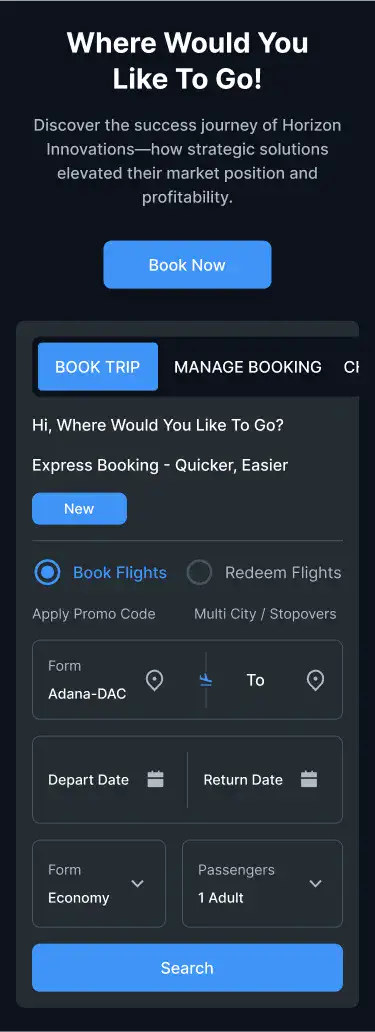 Where Would You
Like To Go!
Discover the success journey of Horizon
Innovations—how strategic solutions
elevated their market position and
profitability.
Book Now
BOOK TRIP MANAGE BOOKING
Hi, Where Would You Like To Go?
Express Booking - Quicker, Easier
New
Book Flights Redeem Flights
Apply Promo Code Multi City / Stopovers
Form
Adana-DAC To
Depart Date Return Date
Form Passengers
Economy 1 Adult
Search